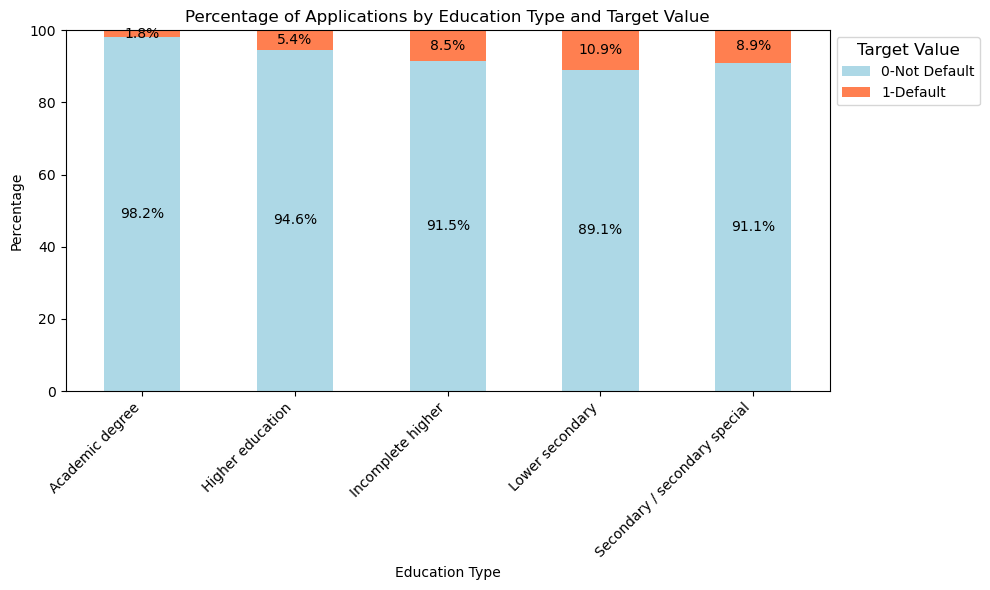 Percentage of Applications by Education Type and Target Value
Percentage
100
80
60
40
20
0
1.8%
5.4%
8.5%
10.9%
8.9%
98.2%
94.6%
91.5%
89.1%
91.1%
Target Value
0-Not Default
1-Default
Academic degree
Higher education
Incomplete higher
Lower secondary
Secondary / secondary special
Education Type